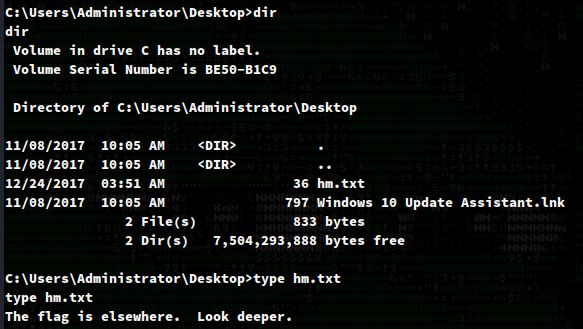 C:\Users\Administrator\Desktop>dir
dir
 Volume in drive C has no label.
 Volume Serial Number is BE50-B1C9

 Directory of C:\Users\Administrator\Desktop

11/08/2017  10:05 AM    <DIR>          .
11/08/2017  10:05 AM    <DIR>          ..
12/24/2017  03:51 AM                36 hm.txt
11/08/2017  10:05 AM               797 Windows 10 Update Assistant.lnk
               2 File(s)            833 bytes
               2 Dir(s)   7,504,293,888 bytes free

C:\Users\Administrator\Desktop>type hm.txt
type hm.txt
The flag is elsewhere.  Look deeper.